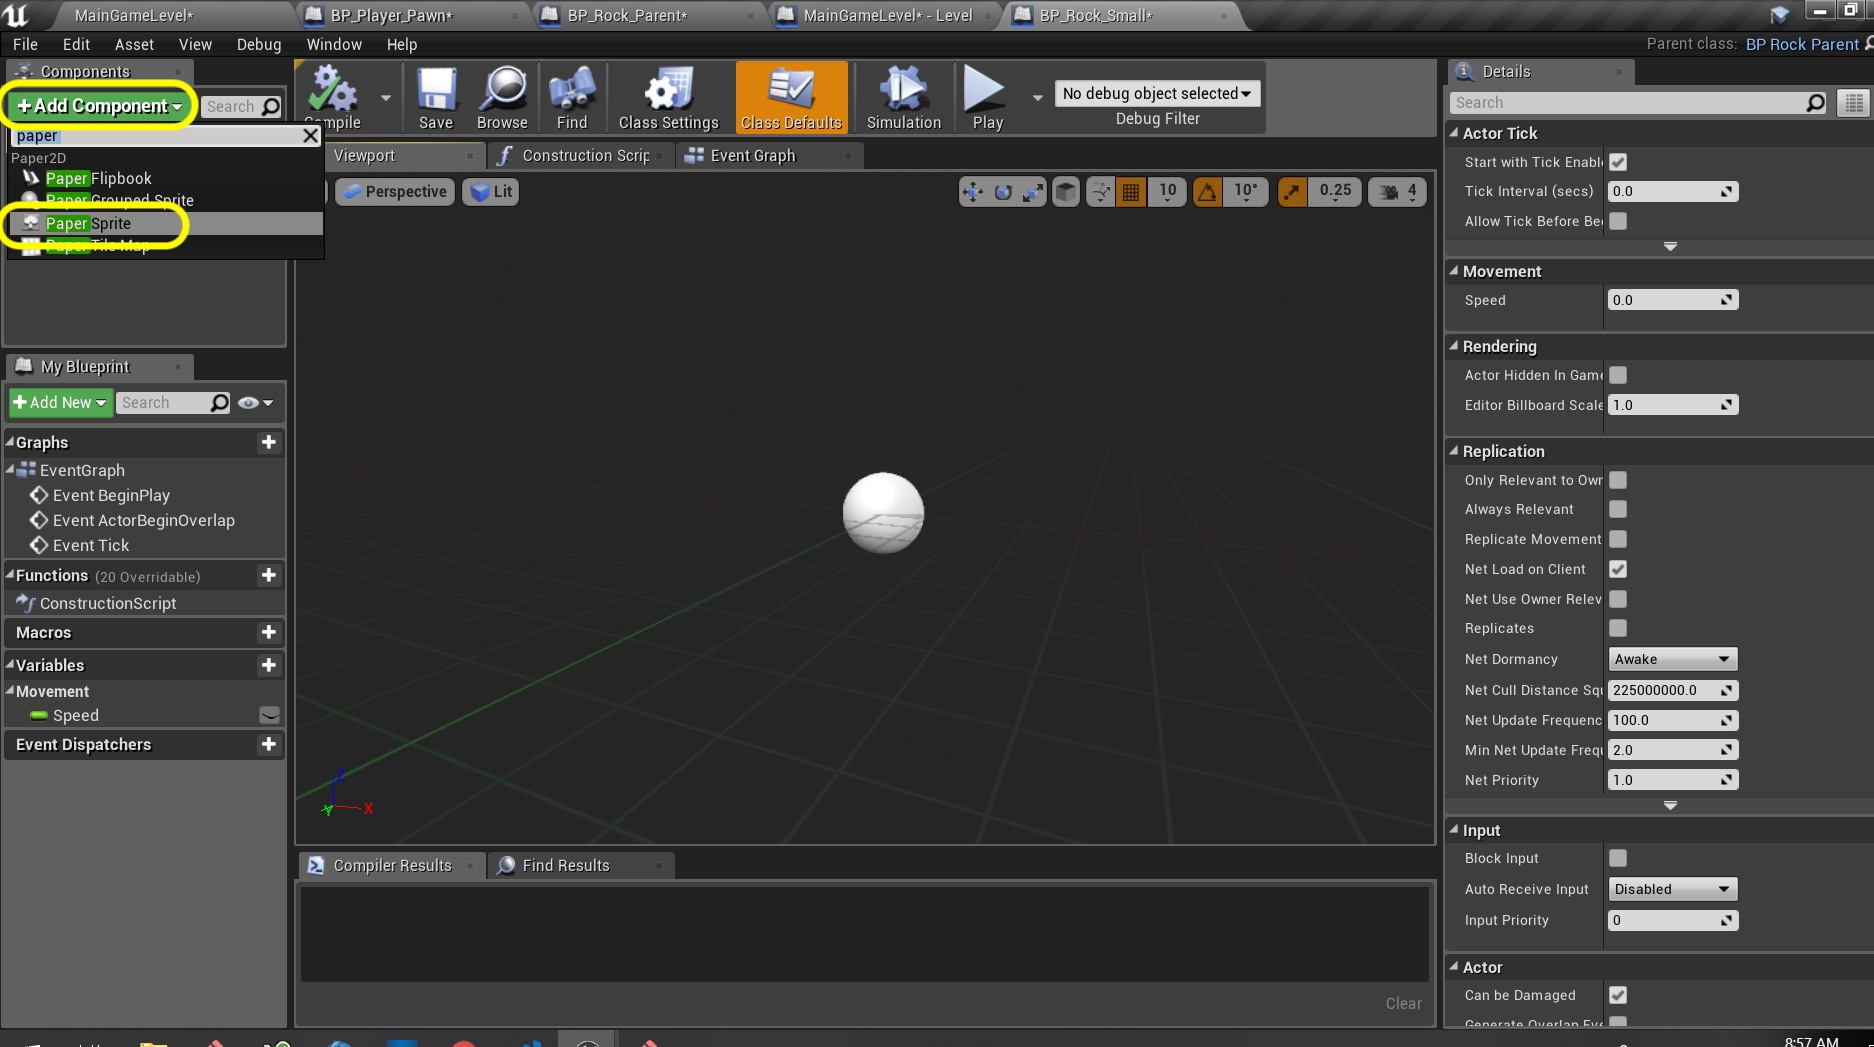 MainGameLevel*
BP_Player_Pawn*
BP_Rock_Parent*
MainGameLevel* - Level
BP_Rock_Small*
File Edit Asset View Debug Window Help
Parent class: BP Rock Parent
Components
+Add Component
Search
paper
Paper2D
Paper Flipbook
Paper Grouped Sprite
Paper Sprite
Paper Tile Map
Compile
Save
Browse
Find
Class Settings
Class Defaults
Simulation
Play
No debug object selected
Debug Filter
Viewport
Construction Scrip
Event Graph
Perspective
Lit
10
10°
0.25
4
X
Y
Z
My Blueprint
+Add New
Search
Graphs
EventGraph
Event BeginPlay
Event ActorBeginOverlap
Event Tick
Functions (20 Overridable)
ConstructionScript
Macros
Variables
Movement
Speed
Event Dispatchers
Compiler Results
Find Results
Clear
Details
Search
Actor Tick
Start with Tick Enabl
Tick Interval (secs) 0.0
Allow Tick Before Be
Movement
Speed 0.0
Rendering
Actor Hidden In Game
Editor Billboard Scale 1.0
Replication
Only Relevant to Owr
Always Relevant
Replicate Movement
Net Load on Client
Net Use Owner Relev
Replicates
Net Dormancy Awake
Net Cull Distance Squ 225000000.0
Net Update Frequenc 100.0
Min Net Update Frequ 2.0
Net Priority 1.0
Input
Block Input
Auto Receive Input Disabled
Input Priority 0
Actor
Can be Damaged
Generate Overlap Eve
8:57 AM